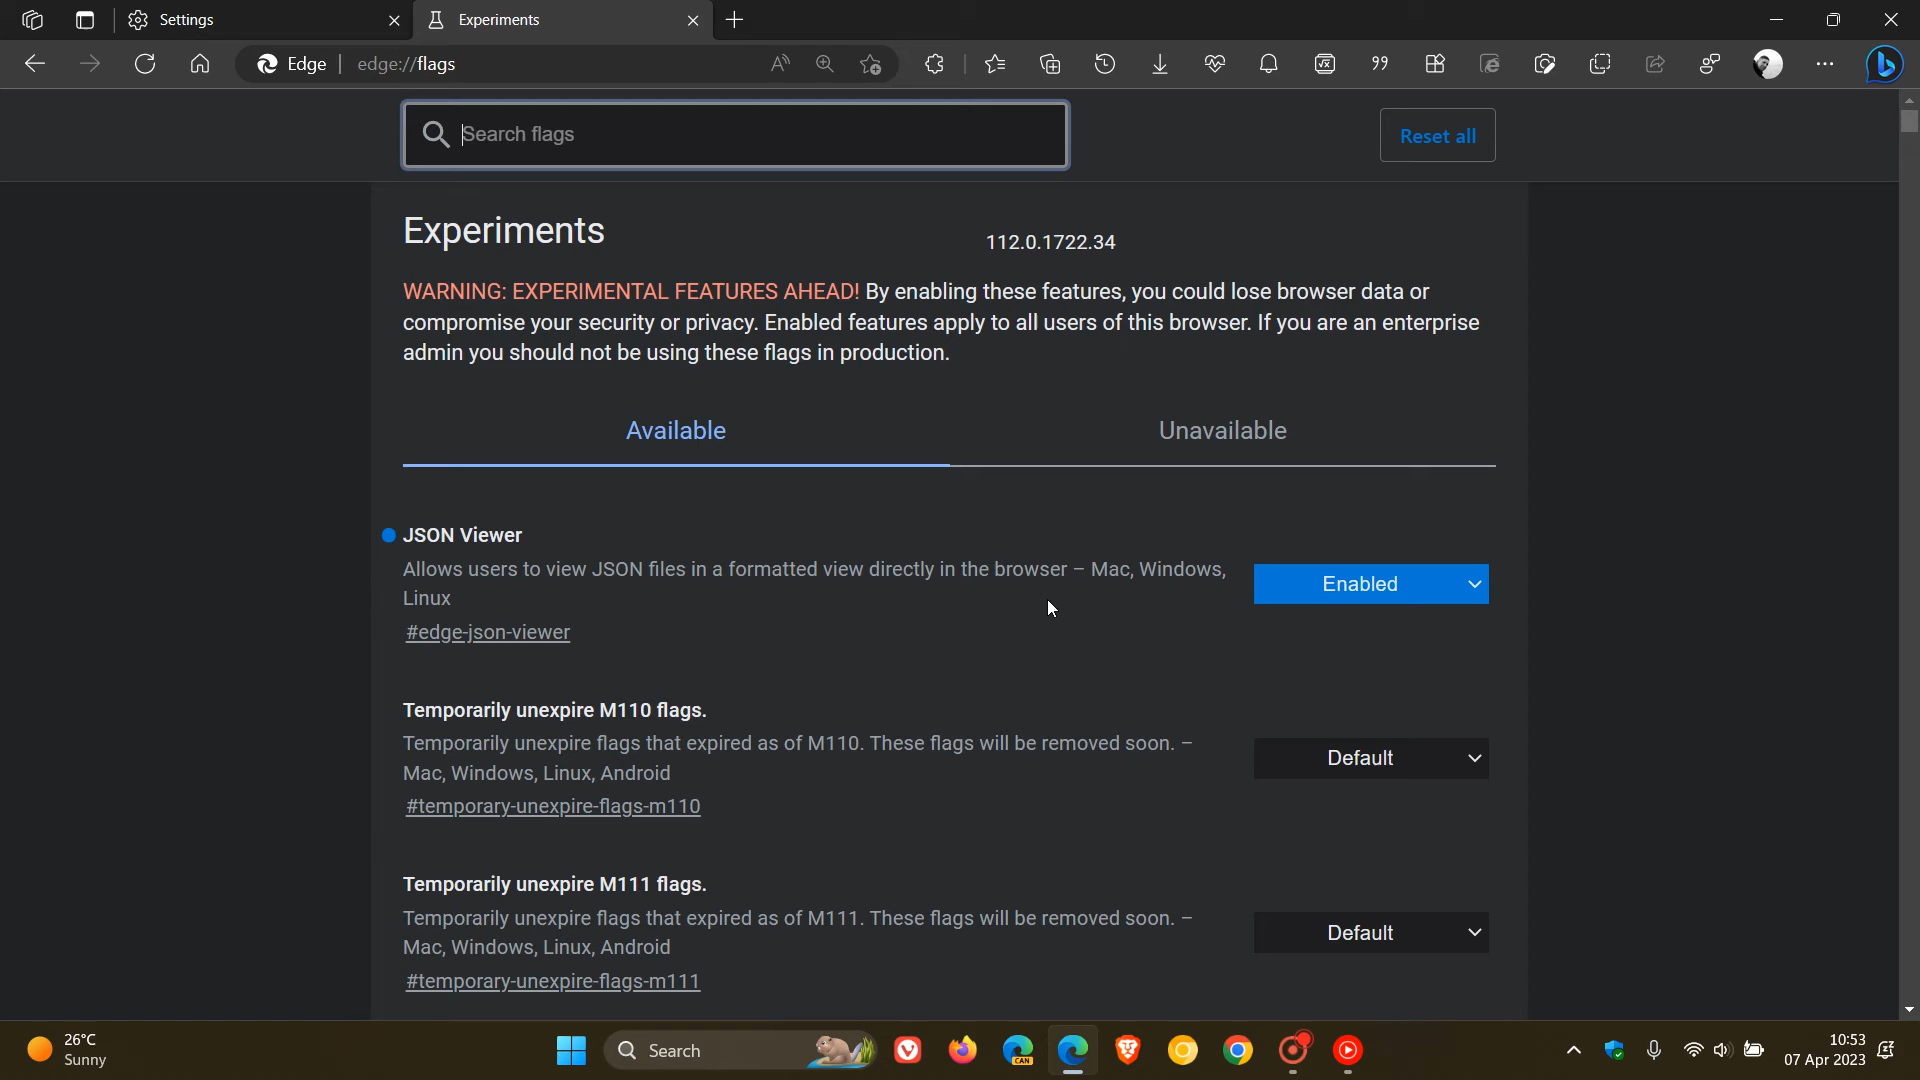 Settings
Experiments
Edge
edge://flags
Search flags
Reset all
Experiments
112.0.1722.34
WARNING: EXPERIMENTAL FEATURES AHEAD! By enabling these features, you could lose browser data or
compromise your security or privacy. Enabled features apply to all users of this browser. If you are an enterprise
admin you should not be using these flags in production.
Available
Unavailable
JSON Viewer
Allows users to view JSON files in a formatted view directly in the browser – Mac, Windows,
Linux
#edge-json-viewer
Enabled
Temporarily unexpire M110 flags.
Temporarily unexpire flags that expired as of M110. These flags will be removed soon. –
Mac, Windows, Linux, Android
#temporary-unexpire-flags-m110
Default
Temporarily unexpire M111 flags.
Temporarily unexpire flags that expired as of M111. These flags will be removed soon. –
Mac, Windows, Linux, Android
#temporary-unexpire-flags-m111
Default
26°C
Sunny
Search
CAN
10:53
07 Apr 2023